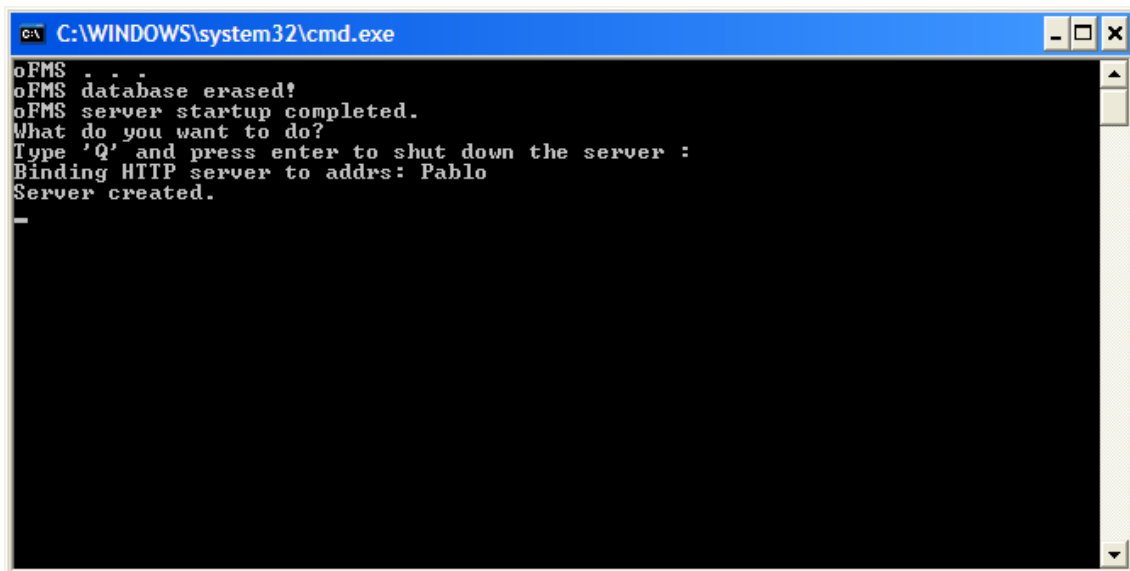 C:\WINDOWS\system32\cmd.exe
oFMS . . .
oFMS database erased!
oFMS server startup completed.
What do you want to do?
Type 'Q' and press enter to shut down the server :
Binding HTTP server to addrs: Pablo
Server created.